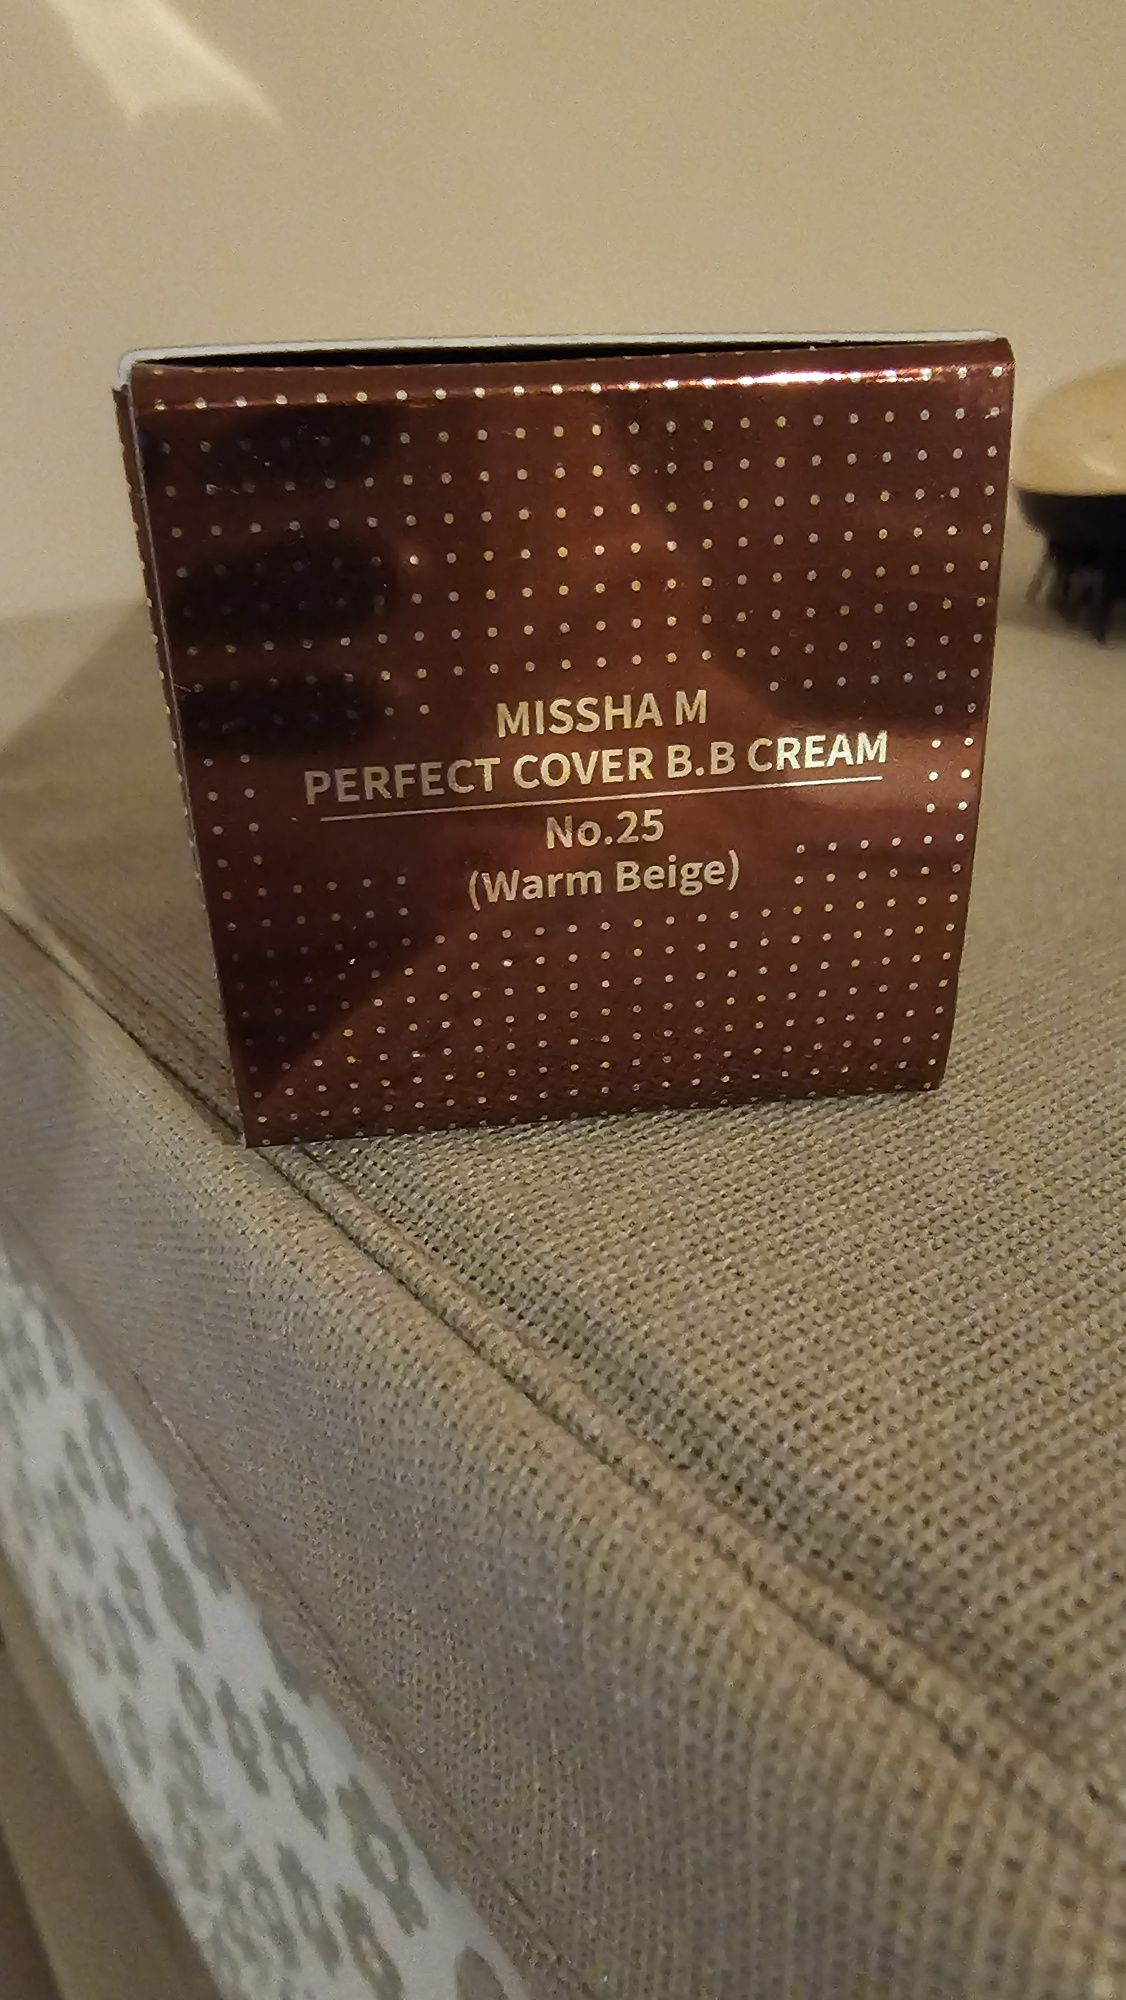 MISSHA M
PERFECT COVER B.B CREAM
No.25
(Warm Beige)